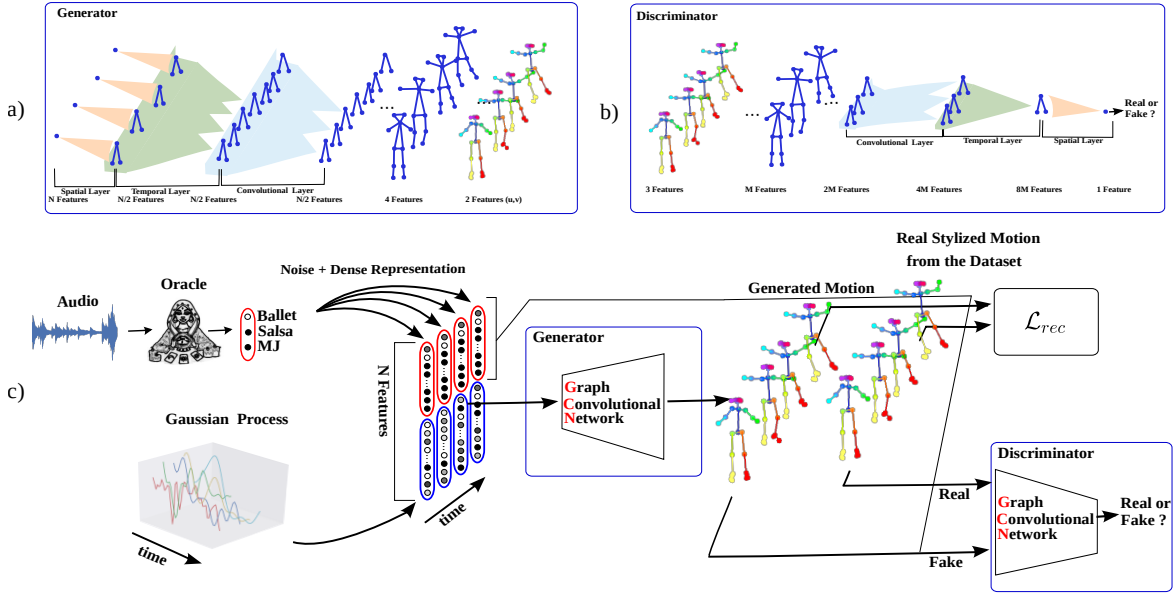 a)
Generator
...
...
Spatial Layer
Temporal Layer
Convolutional Layer
N Features
N/2 Features
N/2 Features
N/2 Features
4 Features
2 Features (u,v)
b)
Discriminator
...
...
Real or
Fake ?
Convolutional Layer
Temporal Layer
Spatial Layer
3 Features
M Features
2M Features
4M Features
8M Features
1 Feature
c)
Audio
Oracle
Ballet
Salsa
MJ
Noise + Dense Representation
N Features
Gaussian Process
time
time
Generator
Graph
Convolutional
Network
Generated Motion
Real Stylized Motion
from the Dataset
ℒrec
Real
Fake
Discriminator
Graph
Convolutional
Network
Real or
Fake ?